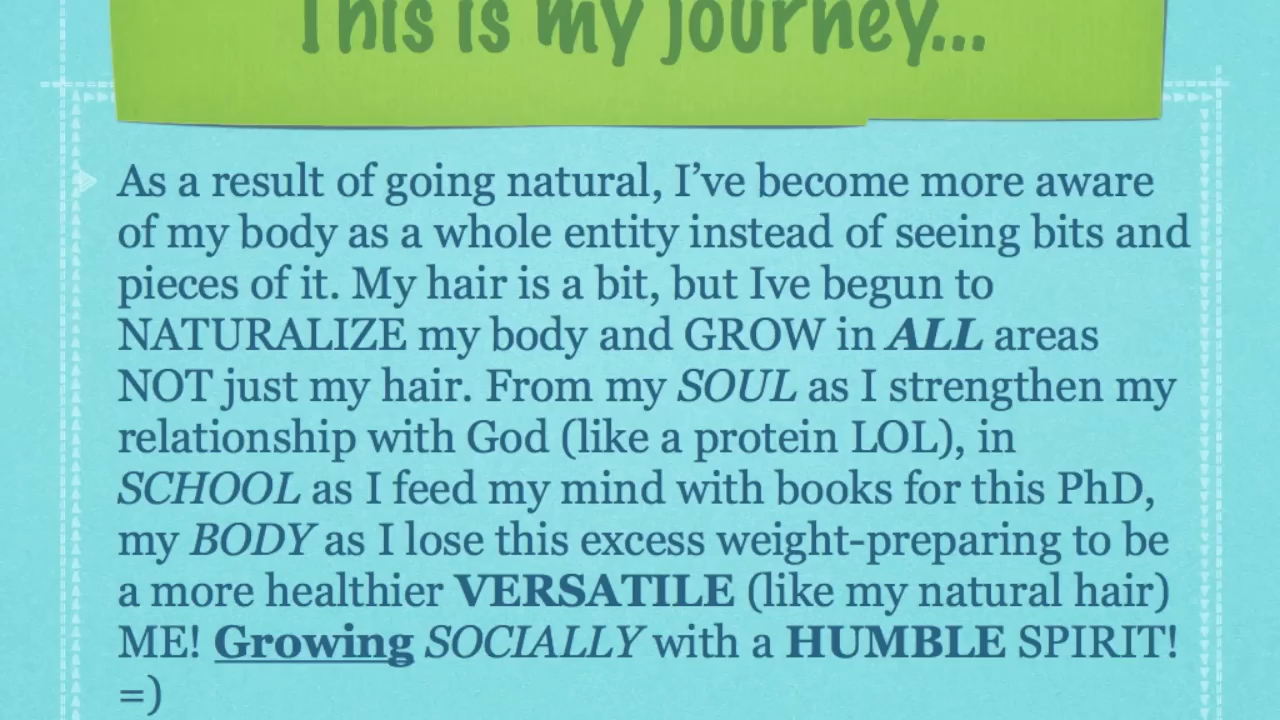 This is my journey...
As a result of going natural, I’ve become more aware
of my body as a whole entity instead of seeing bits and
pieces of it. My hair is a bit, but Ive begun to
NATURALIZE my body and GROW in ALL areas
NOT just my hair. From my SOUL as I strengthen my
relationship with God (like a protein LOL), in
SCHOOL as I feed my mind with books for this PhD,
my BODY as I lose this excess weight-preparing to be
a more healthier VERSATILE (like my natural hair)
ME! Growing SOCIALLY with a HUMBLE SPIRIT!
=)